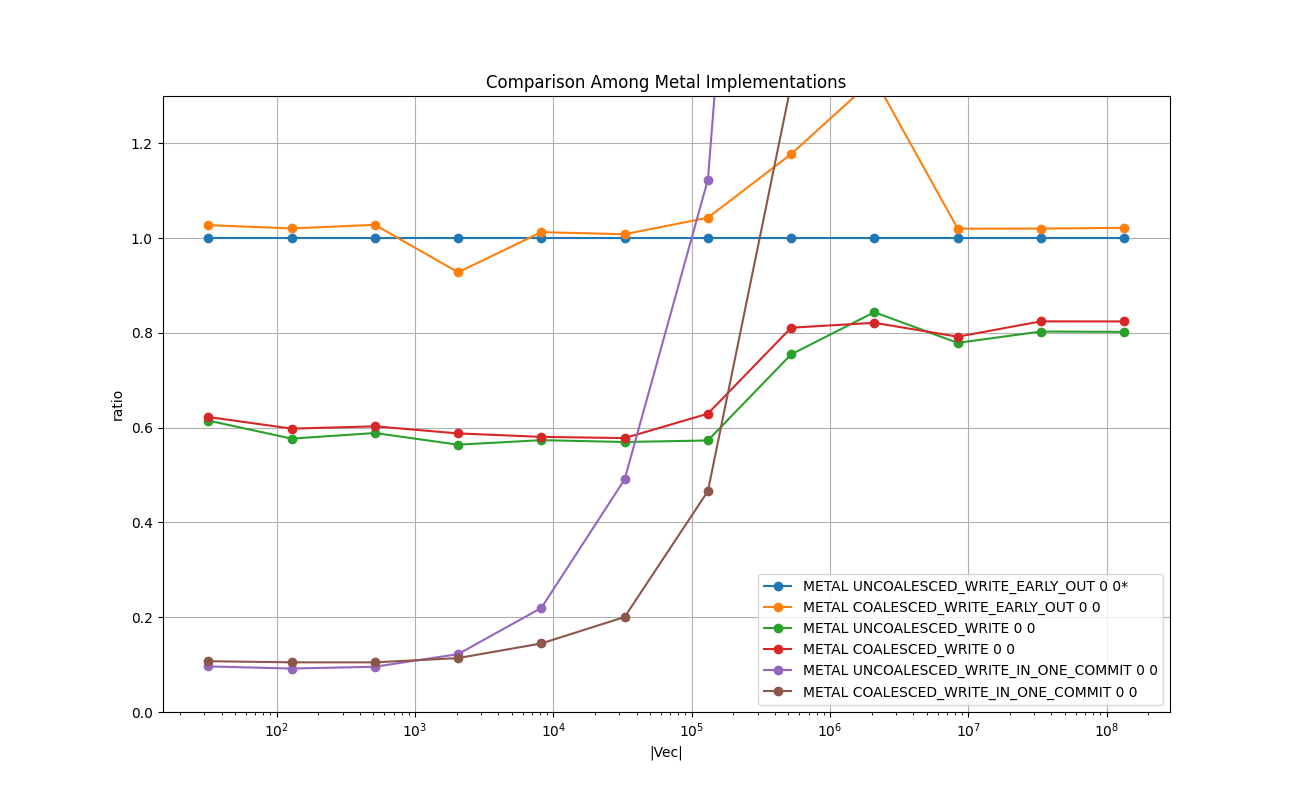 Comparison Among Metal Implementations
ratio
1.2
1.0
0.8
0.6
0.4
0.2
0.0
METAL UNCOALESCED_WRITE_EARLY_OUT 0 0*
METAL COALESCED_WRITE_EARLY_OUT 0 0
METAL UNCOALESCED_WRITE 0 0
METAL COALESCED_WRITE 0 0
METAL UNCOALESCED_WRITE_IN_ONE_COMMIT 0 0
METAL COALESCED_WRITE_IN_ONE_COMMIT 0 0
10² 10³ 10⁴ 10⁵ 10⁶ 10⁷ 10⁸
|Vec|